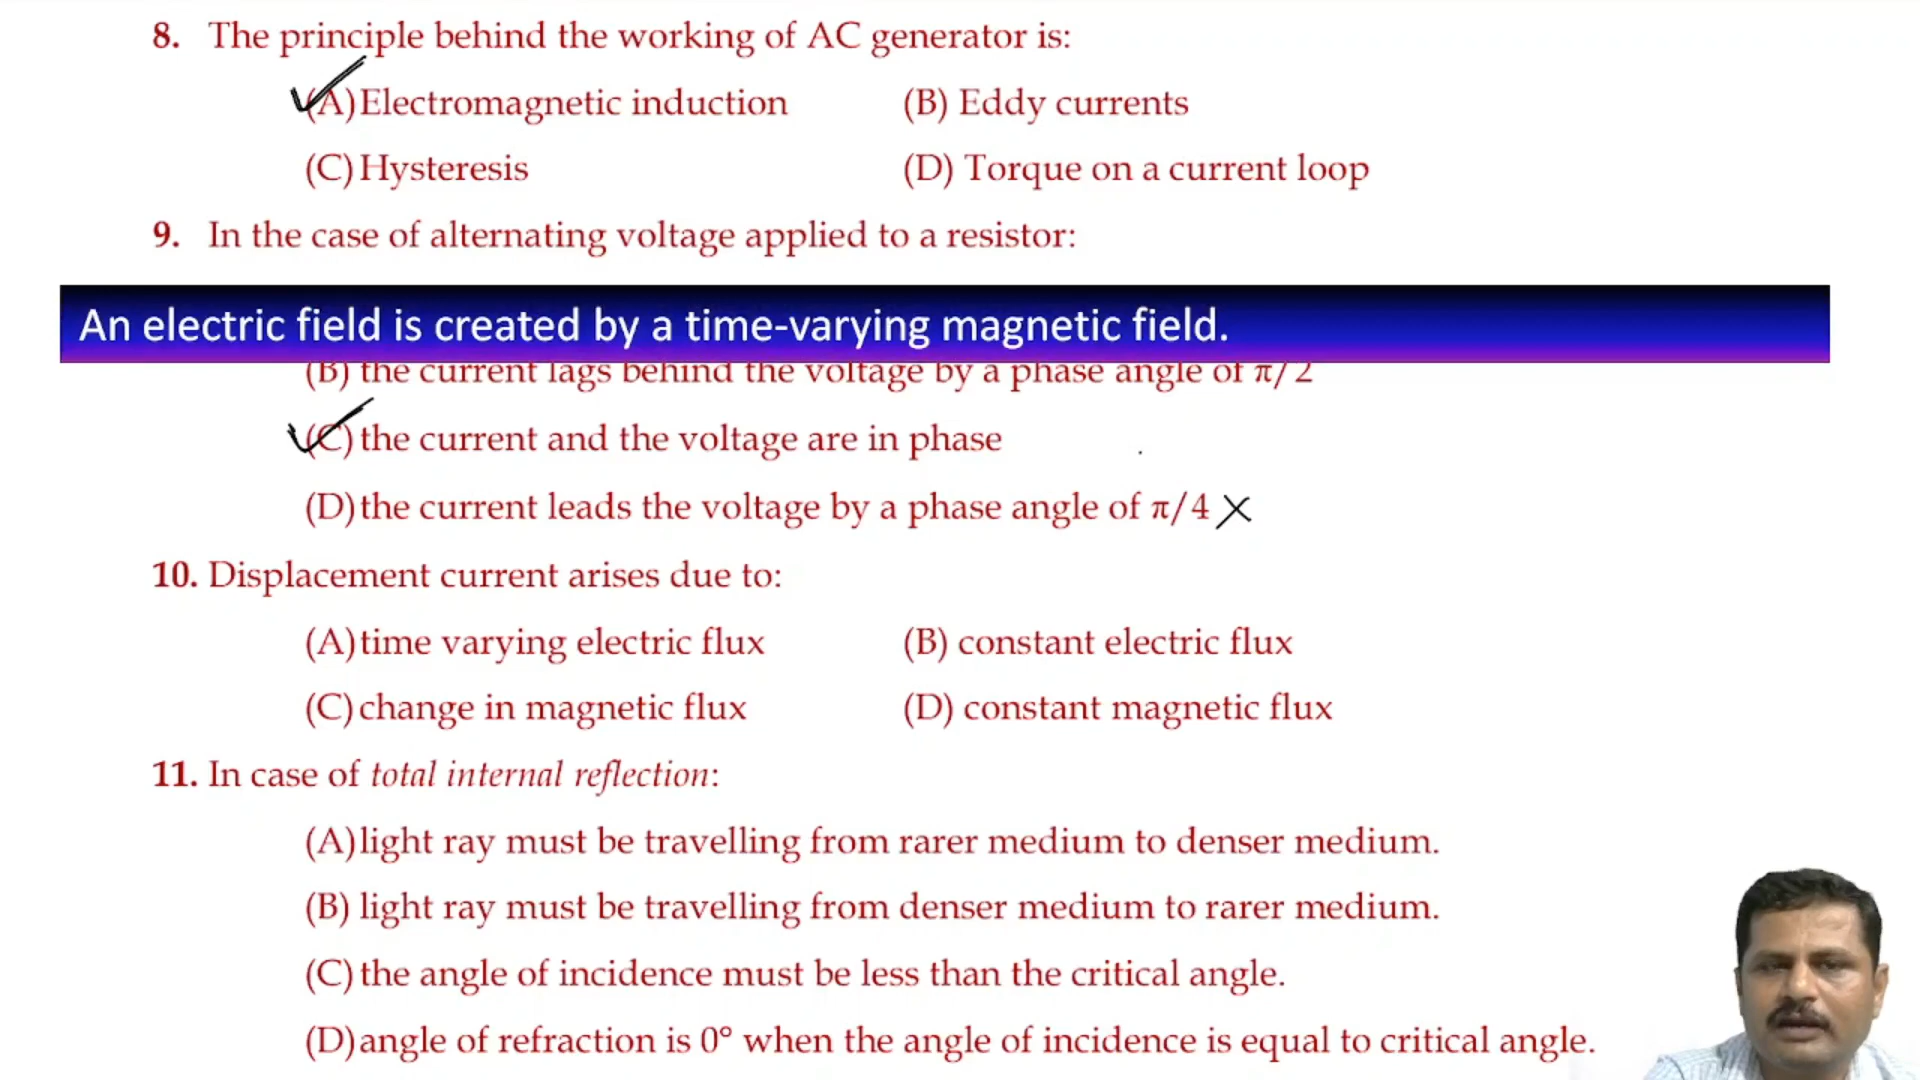 8. The principle behind the working of AC generator is:
(A) Electromagnetic induction (B) Eddy currents
(C) Hysteresis (D) Torque on a current loop
9. In the case of alternating voltage applied to a resistor:
An electric field is created by a time-varying magnetic field.
(B) the current lags behind the voltage by a phase angle of π/2
(C) the current and the voltage are in phase
(D) the current leads the voltage by a phase angle of π/4 X
10. Displacement current arises due to:
(A) time varying electric flux (B) constant electric flux
(C) change in magnetic flux (D) constant magnetic flux
11. In case of total internal reflection:
(A) light ray must be travelling from rarer medium to denser medium.
(B) light ray must be travelling from denser medium to rarer medium.
(C) the angle of incidence must be less than the critical angle.
(D) angle of refraction is 0° when the angle of incidence is equal to critical angle.